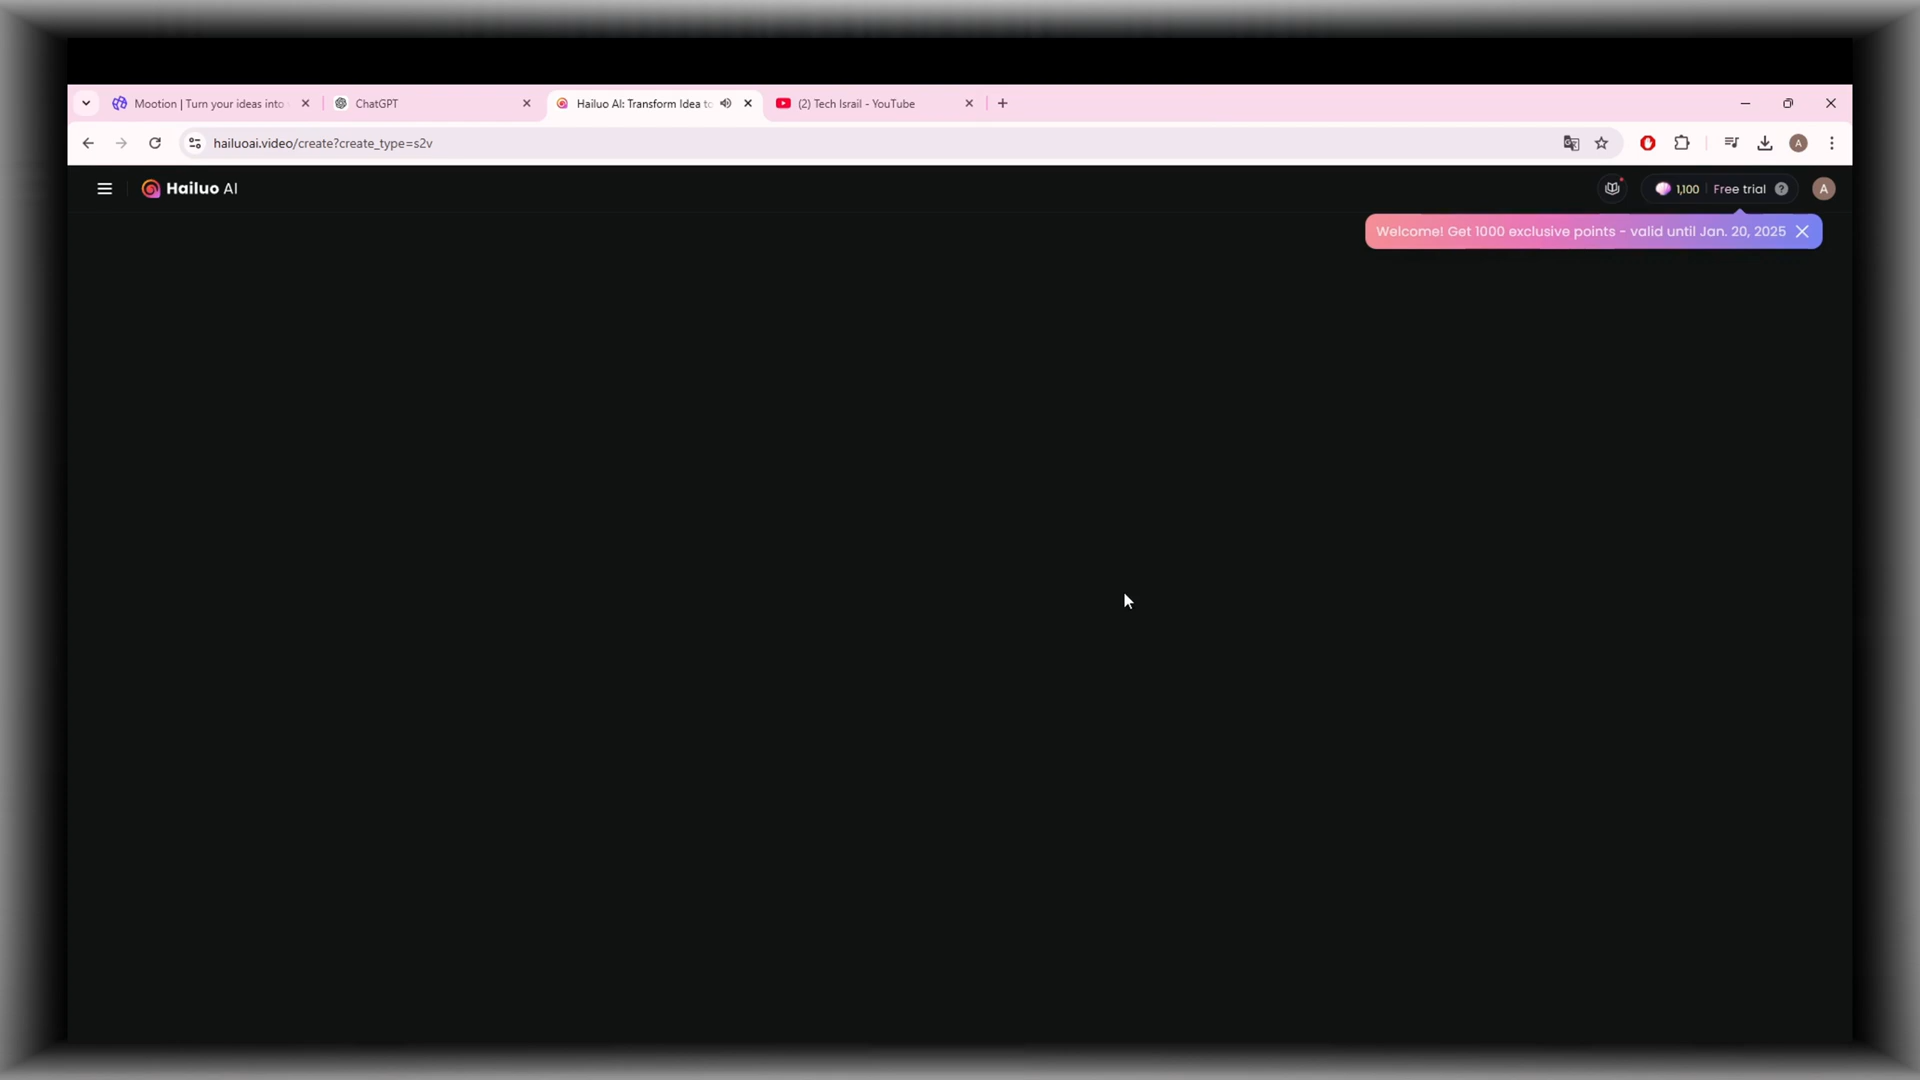 Mootion | Turn your ideas into
ChatGPT
Hailuo AI: Transform Idea to
(2) Tech Israil - YouTube
hailuoai.video/create?create_type=s2v
Hailuo AI
1,100
Free trial
?
A
A
Welcome! Get 1000 exclusive points - valid until Jan. 20, 2025